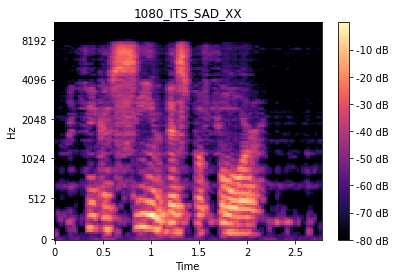 1080_ITS_SAD_XX
8192
4096
2048
1024
512
0
Hz
0
0.5
1
1.5
2
2.5
Time
-10 dB
-20 dB
-30 dB
-40 dB
-50 dB
-60 dB
-70 dB
-80 dB